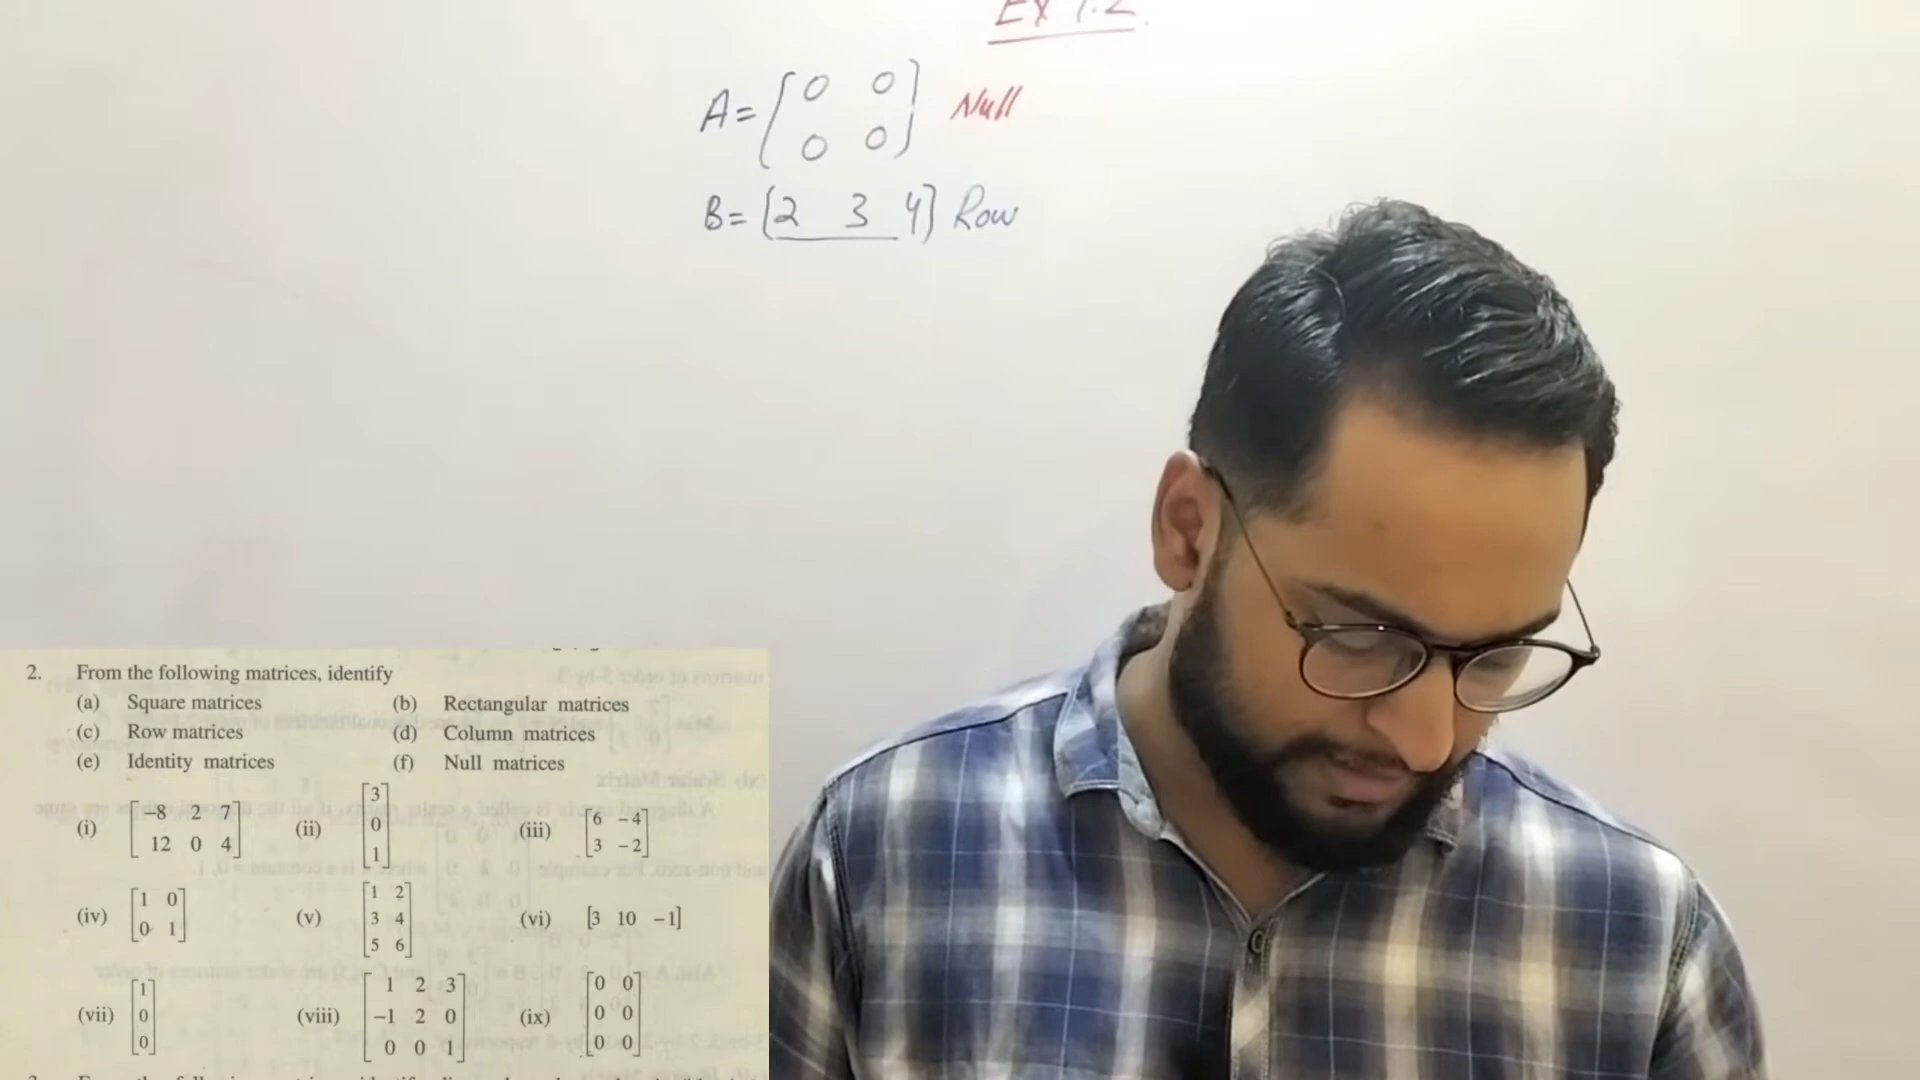 Ex 1.2.
A = [0 0
0 0] Null
B = [2 3 4] Row
2. From the following matrices, identify
(a) Square matrices (b) Rectangular matrices
(c) Row matrices (d) Column matrices
(e) Identity matrices (f) Null matrices
(i) [-8 2 7
12 0 4] (ii) [3
0
1] (iii) [6 -4
3 -2]
(iv) [1 0
0 1] (v) [1 2
3 4
5 6] (vi) [3 10 -1]
(vii) [1
0
0] (viii) [1 2 3
-1 2 0
0 0 1] (ix) [0 0
0 0
0 0]